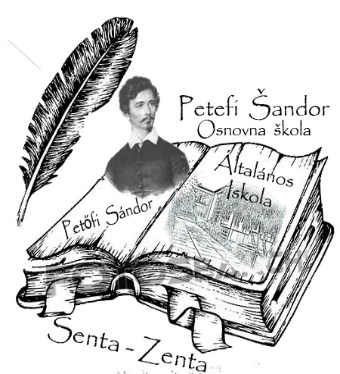 Petefi Šandor
Osnovna škola
Általános
Iskola
Petőfi Sándor
Senta - Zenta